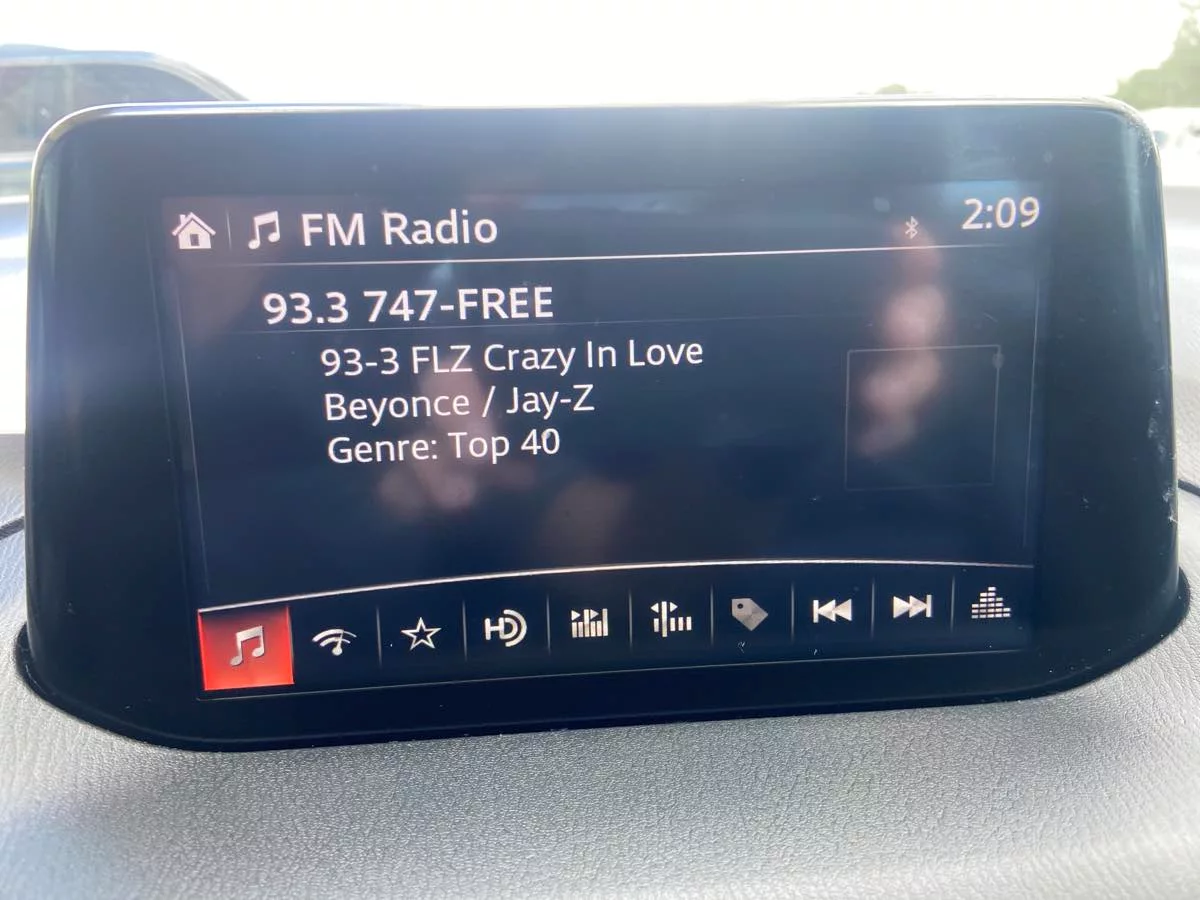 FM Radio
2:09
93.3 747-FREE
93-3 FLZ Crazy In Love
Beyonce / Jay-Z
Genre: Top 40
HD